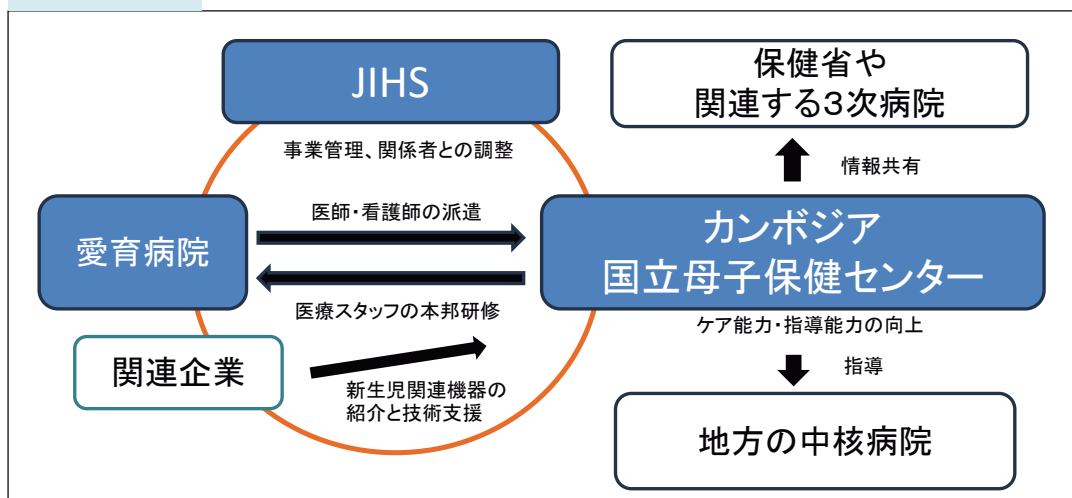 JIHS
事業管理、関係者との調整
保健省や
関連する３次病院
情報共有
愛育病院
医師・看護師の派遣
医療スタッフの本邦研修
カンボジア
国立母子保健センター
ケア能力・指導能力の向上
関連企業
新生児関連機器の
紹介と技術支援
指導
地方の中核病院